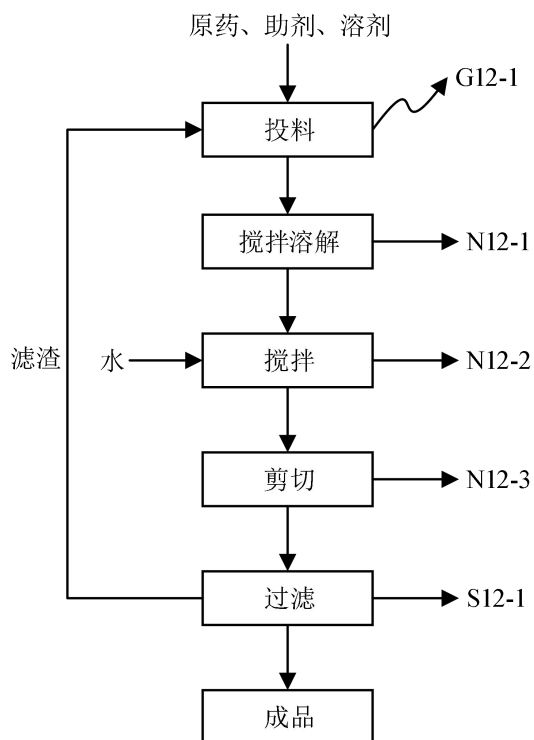 原药、助剂、溶剂
G12-1
投料
搅拌溶解
N12-1
滤渣
水
搅拌
N12-2
剪切
N12-3
过滤
S12-1
成品